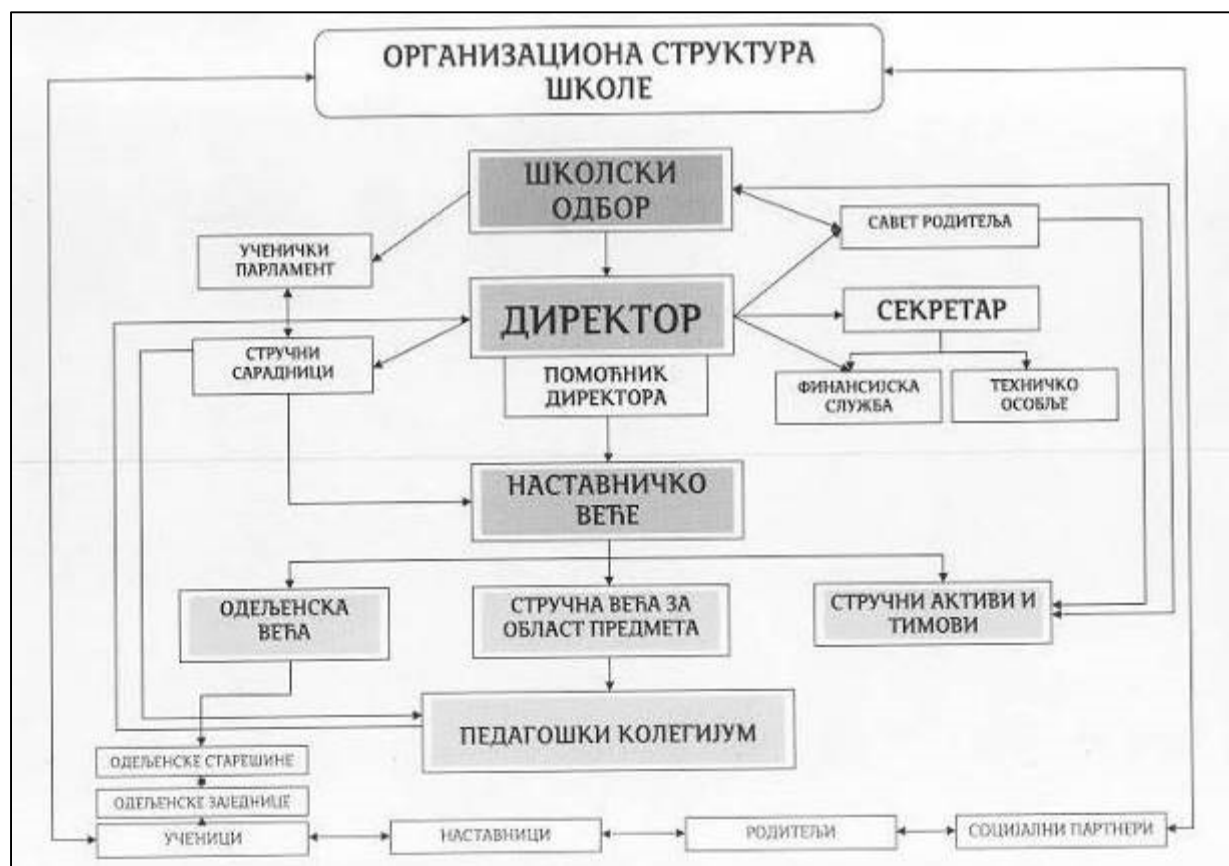 ОРГАНИЗАЦИОНА СТРУКТУРА
ШКОЛЕ
ШКОЛСКИ
ОДБОР
САВЕТ РОДИТЕЉА
УЧЕНИЧКИ
ПАРЛАМЕНТ
ДИРЕКТОР
СЕКРЕТАР
СТРУЧНИ
САРАДНИЦИ
ПОМОЋНИК
ДИРЕКТОРА
ФИНАНСИЈСКА
СЛУЖБА
ТЕХНИЧКО
ОСОБЉЕ
НАСТАВНИЧКО
ВЕЋЕ
ОДЕЉЕНСКА
ВЕЋА
СТРУЧНА ВЕЋА ЗА
ОБЛАСТ ПРЕДМЕТА
СТРУЧНИ АКТИВИ И
ТИМОВИ
ПЕДАГОШКИ КОЛЕГИЈУМ
ОДЕЉЕНСКЕ СТАРЕШИНЕ
ОДЕЉЕНСКЕ ЗАЈЕДНИЦЕ
УЧЕНИЦИ
НАСТАВНИЦИ
РОДИТЕЉИ
СОЦИЈАЛНИ ПАРТНЕРИ